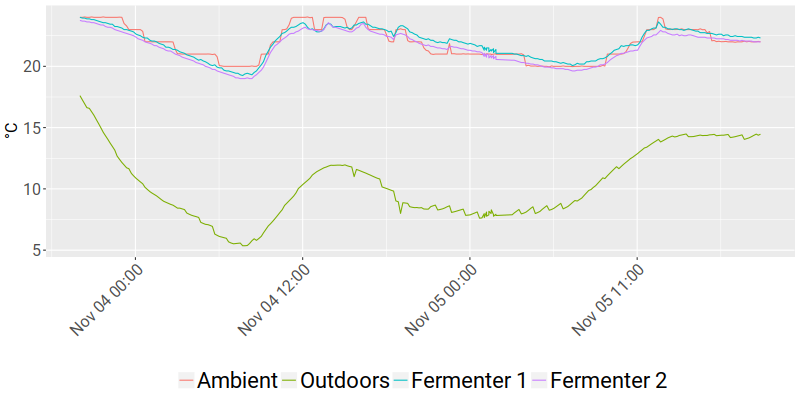 °C
20
15
10
5
Nov 04 00:00
Nov 04 12:00
Nov 05 00:00
Nov 05 11:00
Ambient Outdoors Fermenter 1 Fermenter 2